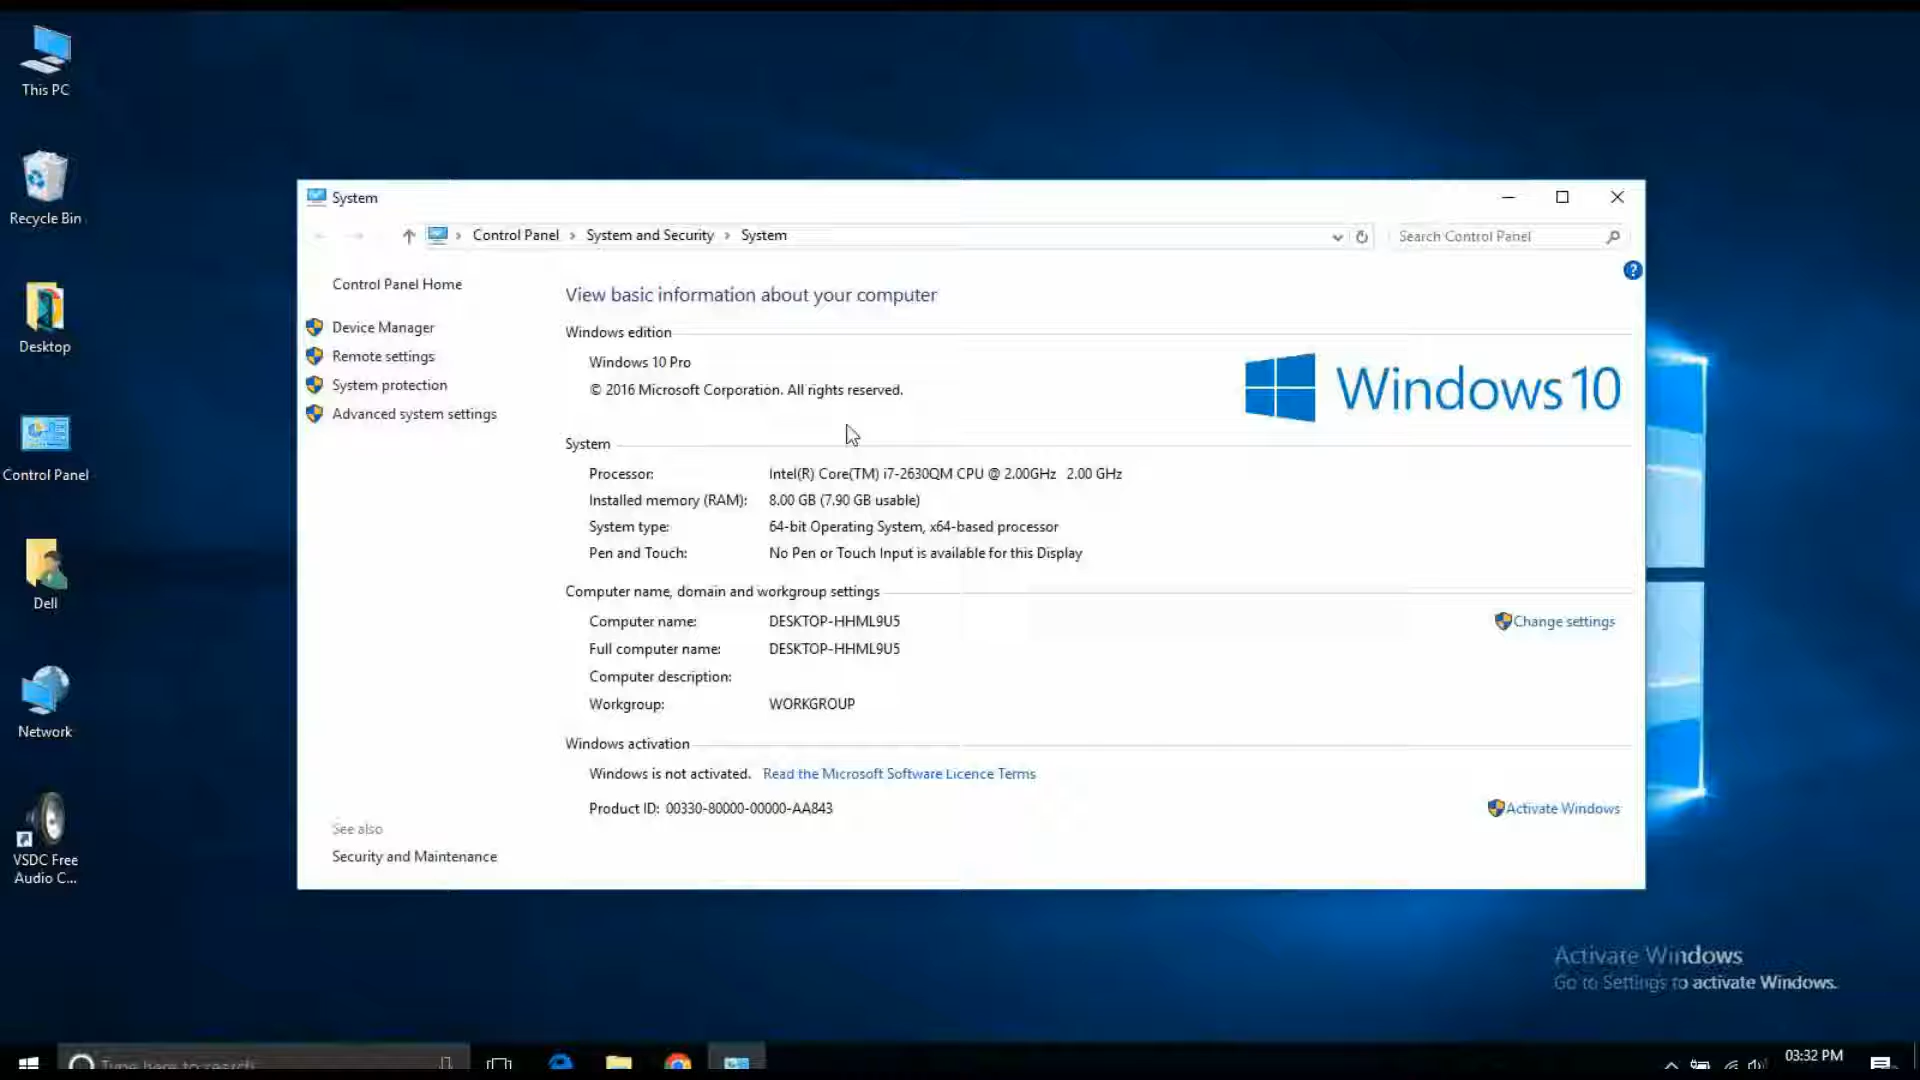 This PC
Recycle Bin
Desktop
Control Panel
Dell
Network
VSDC Free
Audio C...
System
Control Panel > System and Security > System
Search Control Panel
?
Control Panel Home
Device Manager
Remote settings
System protection
Advanced system settings
See also
Security and Maintenance
View basic information about your computer
Windows edition
Windows 10 Pro
© 2016 Microsoft Corporation. All rights reserved.
Windows 10
System
Processor: Intel(R) Core(TM) i7-2630QM CPU @ 2.00GHz 2.00 GHz
Installed memory (RAM): 8.00 GB (7.90 GB usable)
System type: 64-bit Operating System, x64-based processor
Pen and Touch: No Pen or Touch Input is available for this Display
Computer name, domain and workgroup settings
Computer name: DESKTOP-HHML9U5
Change settings
Full computer name: DESKTOP-HHML9U5
Computer description:
Workgroup: WORKGROUP
Windows activation
Windows is not activated. Read the Microsoft Software Licence Terms
Product ID: 00330-80000-00000-AA843
Activate Windows
Activate Windows
Go to Settings to activate Windows.
Type here to search
03:32 PM